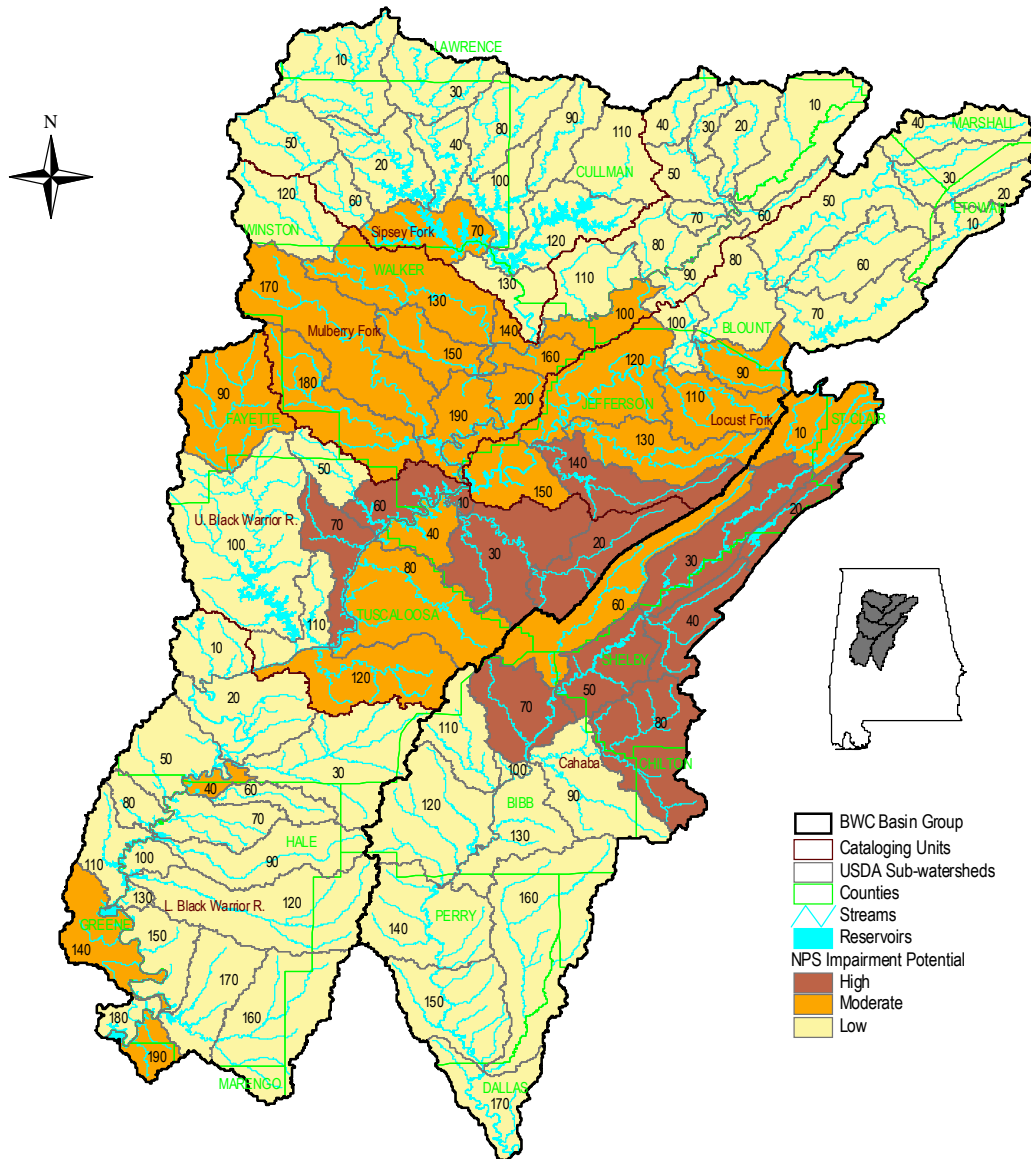 LAWRENCE
10
30
80
90
110
40
30
20
10
40
MARSHALL
N
50
20
40
100
CULLMAN
50
30
20
ETOWAH
10
120
60
70
60
50
WINSTON
Sipsey Fork
70
120
80
90
80
60
WALKER
130
110
70
170
130
140
100
100
BLOUNT
Mulberry Fork
150
160
120
90
180
190
200
JEFFERSON
110
Locust Fork
90
FAYETTE
130
10
ST CLAIR
50
140
150
60
10
20
U. Black Warrior R.
70
40
30
20
30
100
80
60
40
TUSCALOOSA
110
SHELBY
10
120
50
70
80
20
110
CHILTON
50
30
100
Cahaba
90
40
60
BIBB
80
70
120
130
HALE
100
90
110
130
L. Black Warrior R.
120
PERRY
160
GREENE
140
150
140
170
160
150
180
190
MARENGO
DALLAS
170
BWC Basin Group
Cataloging Units
USDA Sub-watersheds
Counties
Streams
Reservoirs
NPS Impairment Potential
High
Moderate
Low